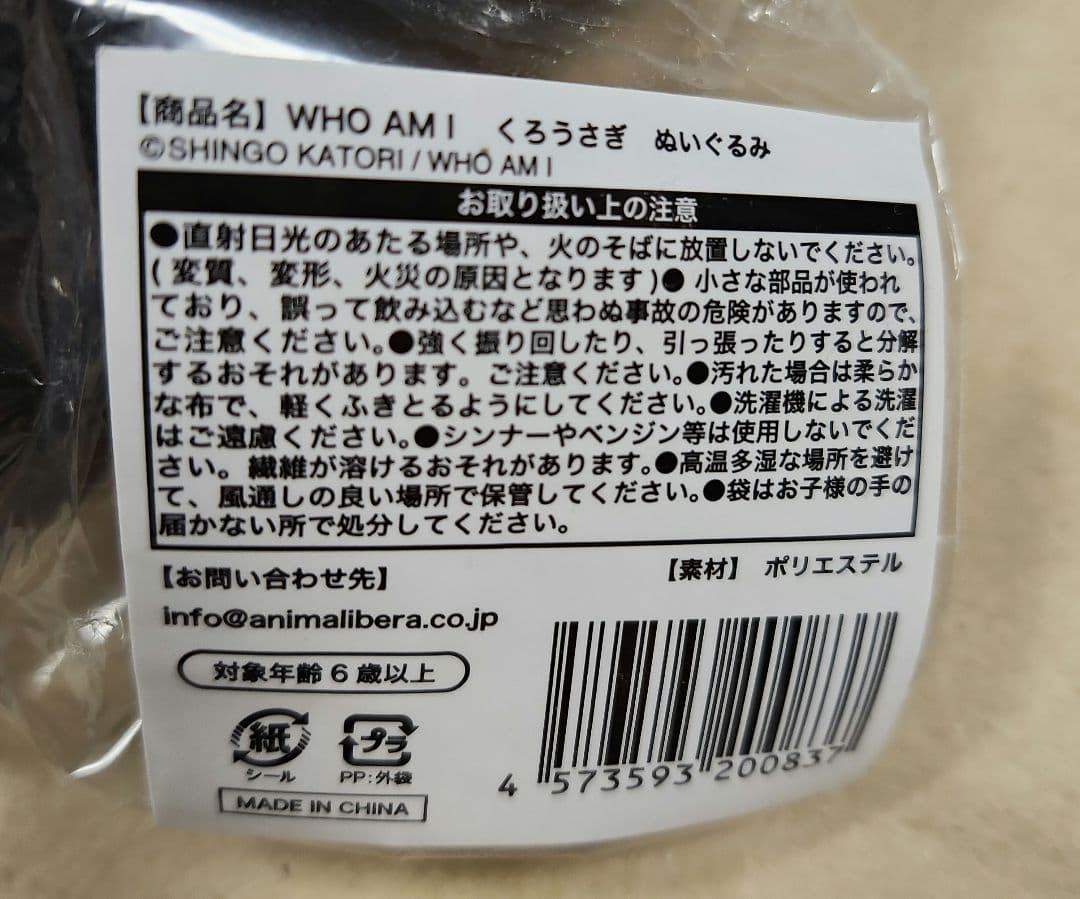 【商品名】WHO AM I くろうさぎ ぬいぐるみ
©SHINGO KATORI / WHO AM I
お取り扱い上の注意
●直射日光のあたる場所や、火のそばに放置しないでください。
(変質、変形、火災の原因となります)●小さな部品が使われ
ており、誤って飲み込むなど思わぬ事故の危険がありますので、
ご注意ください。●強く振り回したり、引っ張ったりすると分解
するおそれがあります。ご注意ください。●汚れた場合は柔らか
な布で、軽くふきとるようにしてください。●洗濯機による洗濯
はご遠慮ください。●シンナーやベンジン等は使用しないでくだ
さい。繊維が溶けるおそれがあります。●高温多湿な場所を避け
て、風通しの良い場所で保管してください。●袋はお子様の手の
届かない所で処分してください。
【お問い合わせ先】
【素材】 ポリエステル
info@animalibera.co.jp
対象年齢6歳以上
紙
シール
プラ
PP:外袋
MADE IN CHINA
4 573593 200837